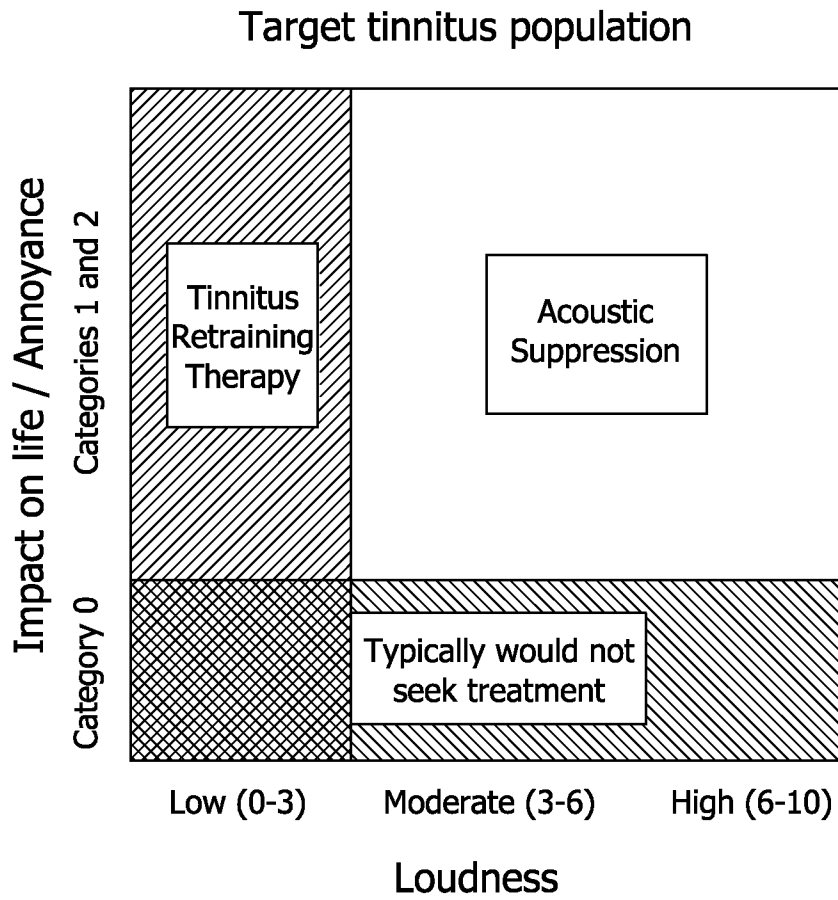 Target tinnitus population
Impact on life / Annoyance
Categories 1 and 2
Category 0
Tinnitus
Retraining
Therapy
Acoustic
Suppression
Typically would not
seek treatment
Low (0-3)
Moderate (3-6)
High (6-10)
Loudness